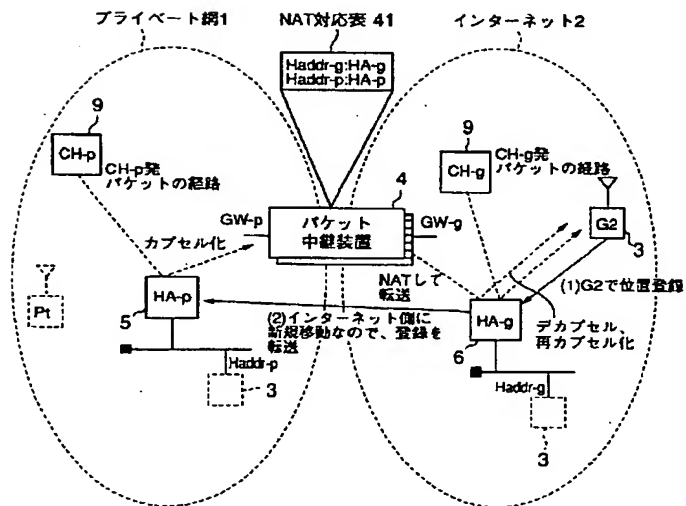 プライベート網1
NAT対応表 41
インターネット2
Haddr-g:HA-g
Haddr-p:HA-p
9
CH-p
CH-p発
パケットの経路
9
CH-g
CH-g発
パケットの経路
4
GW-p
パケット
中継装置
GW-g
G2
3
カプセル化
NATして
転送
(1)G2で位置登録
Pt
HA-p
5
(2)インターネット側に
新規移動なので、登録を
転送
HA-g
6
デカプセル、
再カプセル化
Haddr-p
3
Haddr-g
3